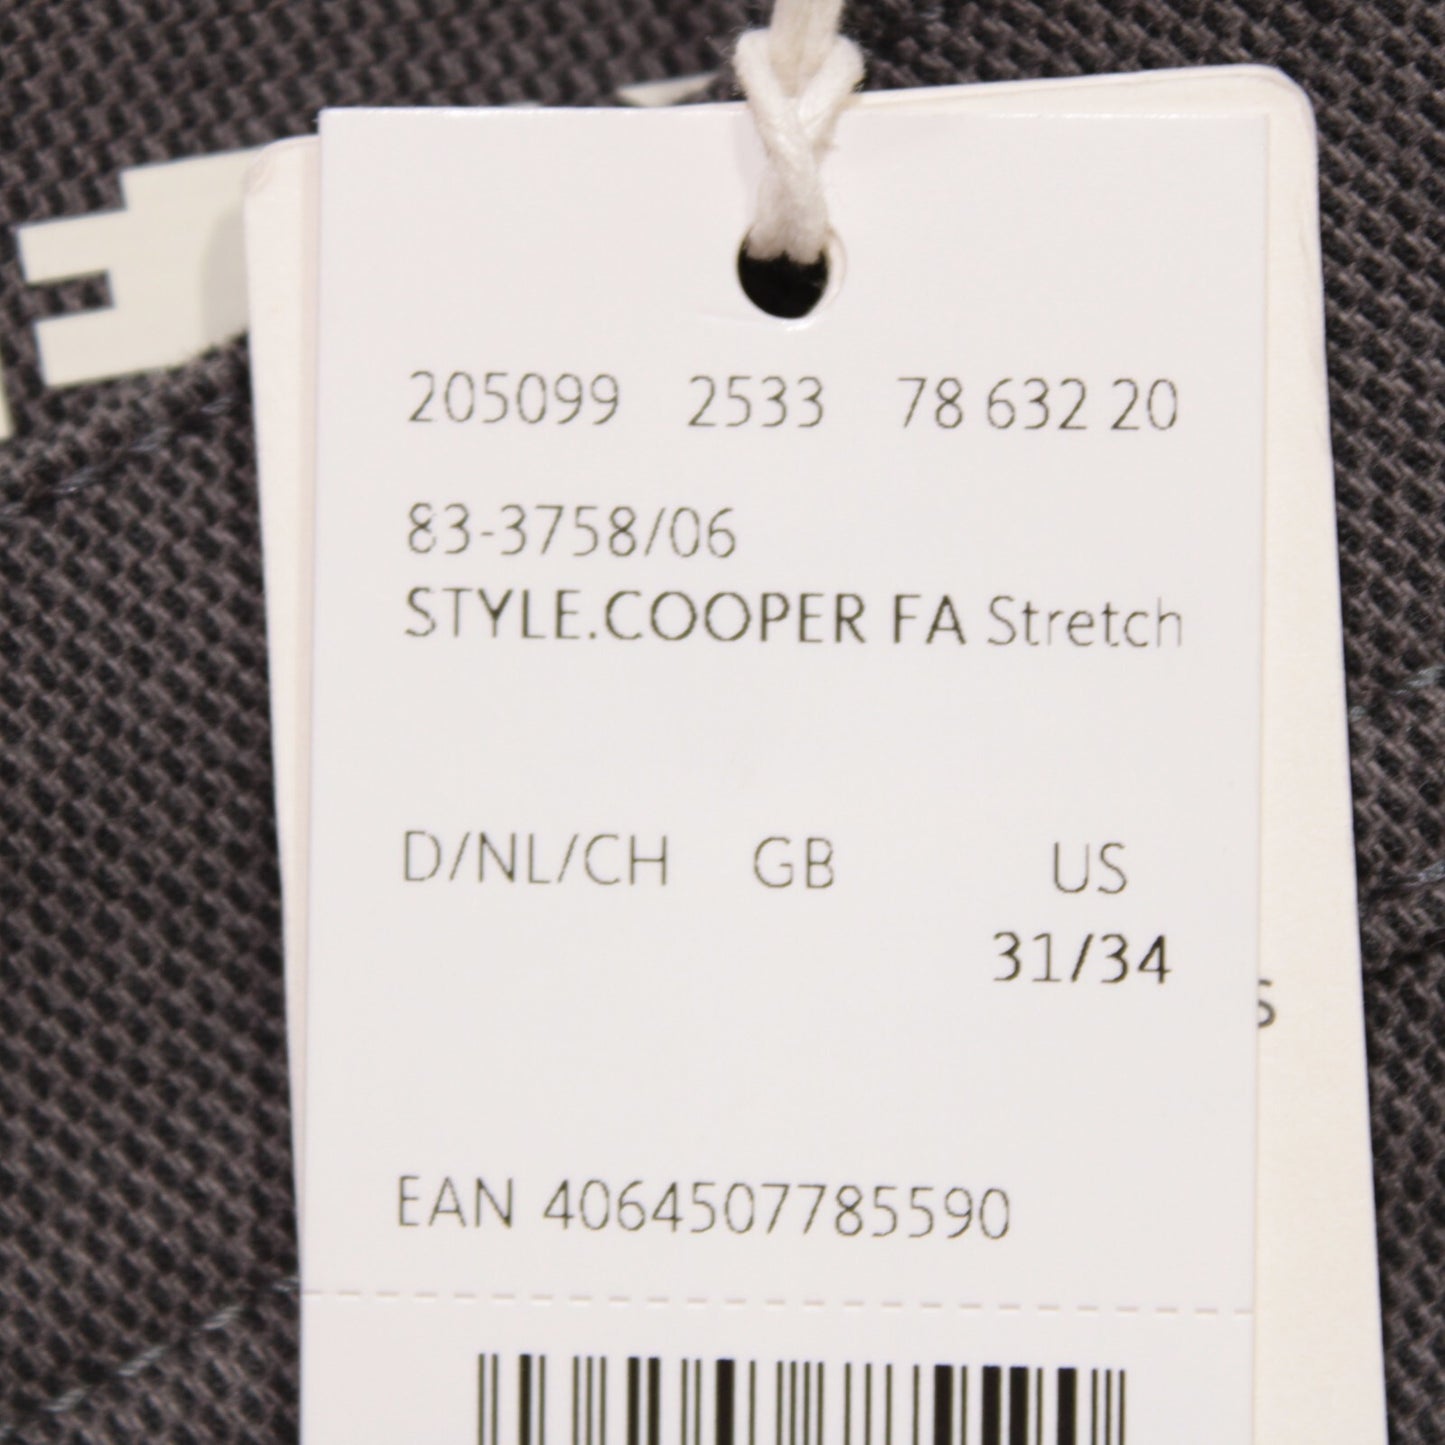 205099 2533 78 632 20
83-3758/06
STYLE.COOPER FA Stretch
D/NL/CH GB US
31/34
EAN 4064507785590